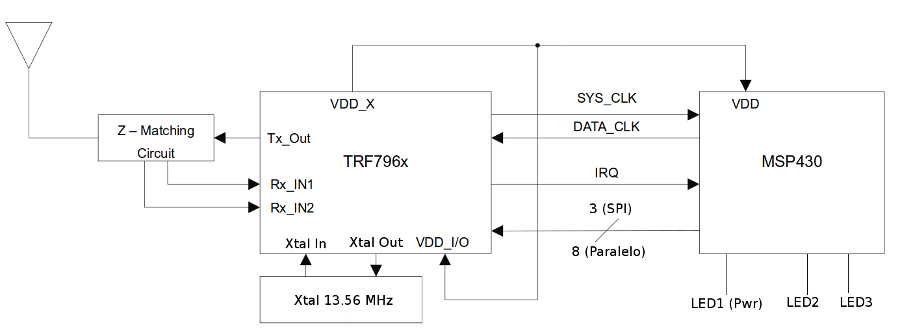 VDD_X
SYS_CLK
VDD
Z – Matching
Circuit
Tx_Out
DATA_CLK
TRF796x
MSP430
Rx_IN1
IRQ
Rx_IN2
3 (SPI)
Xtal In
Xtal Out
VDD_I/O
8 (Paralelo)
Xtal 13.56 MHz
LED1 (Pwr)
LED2
LED3